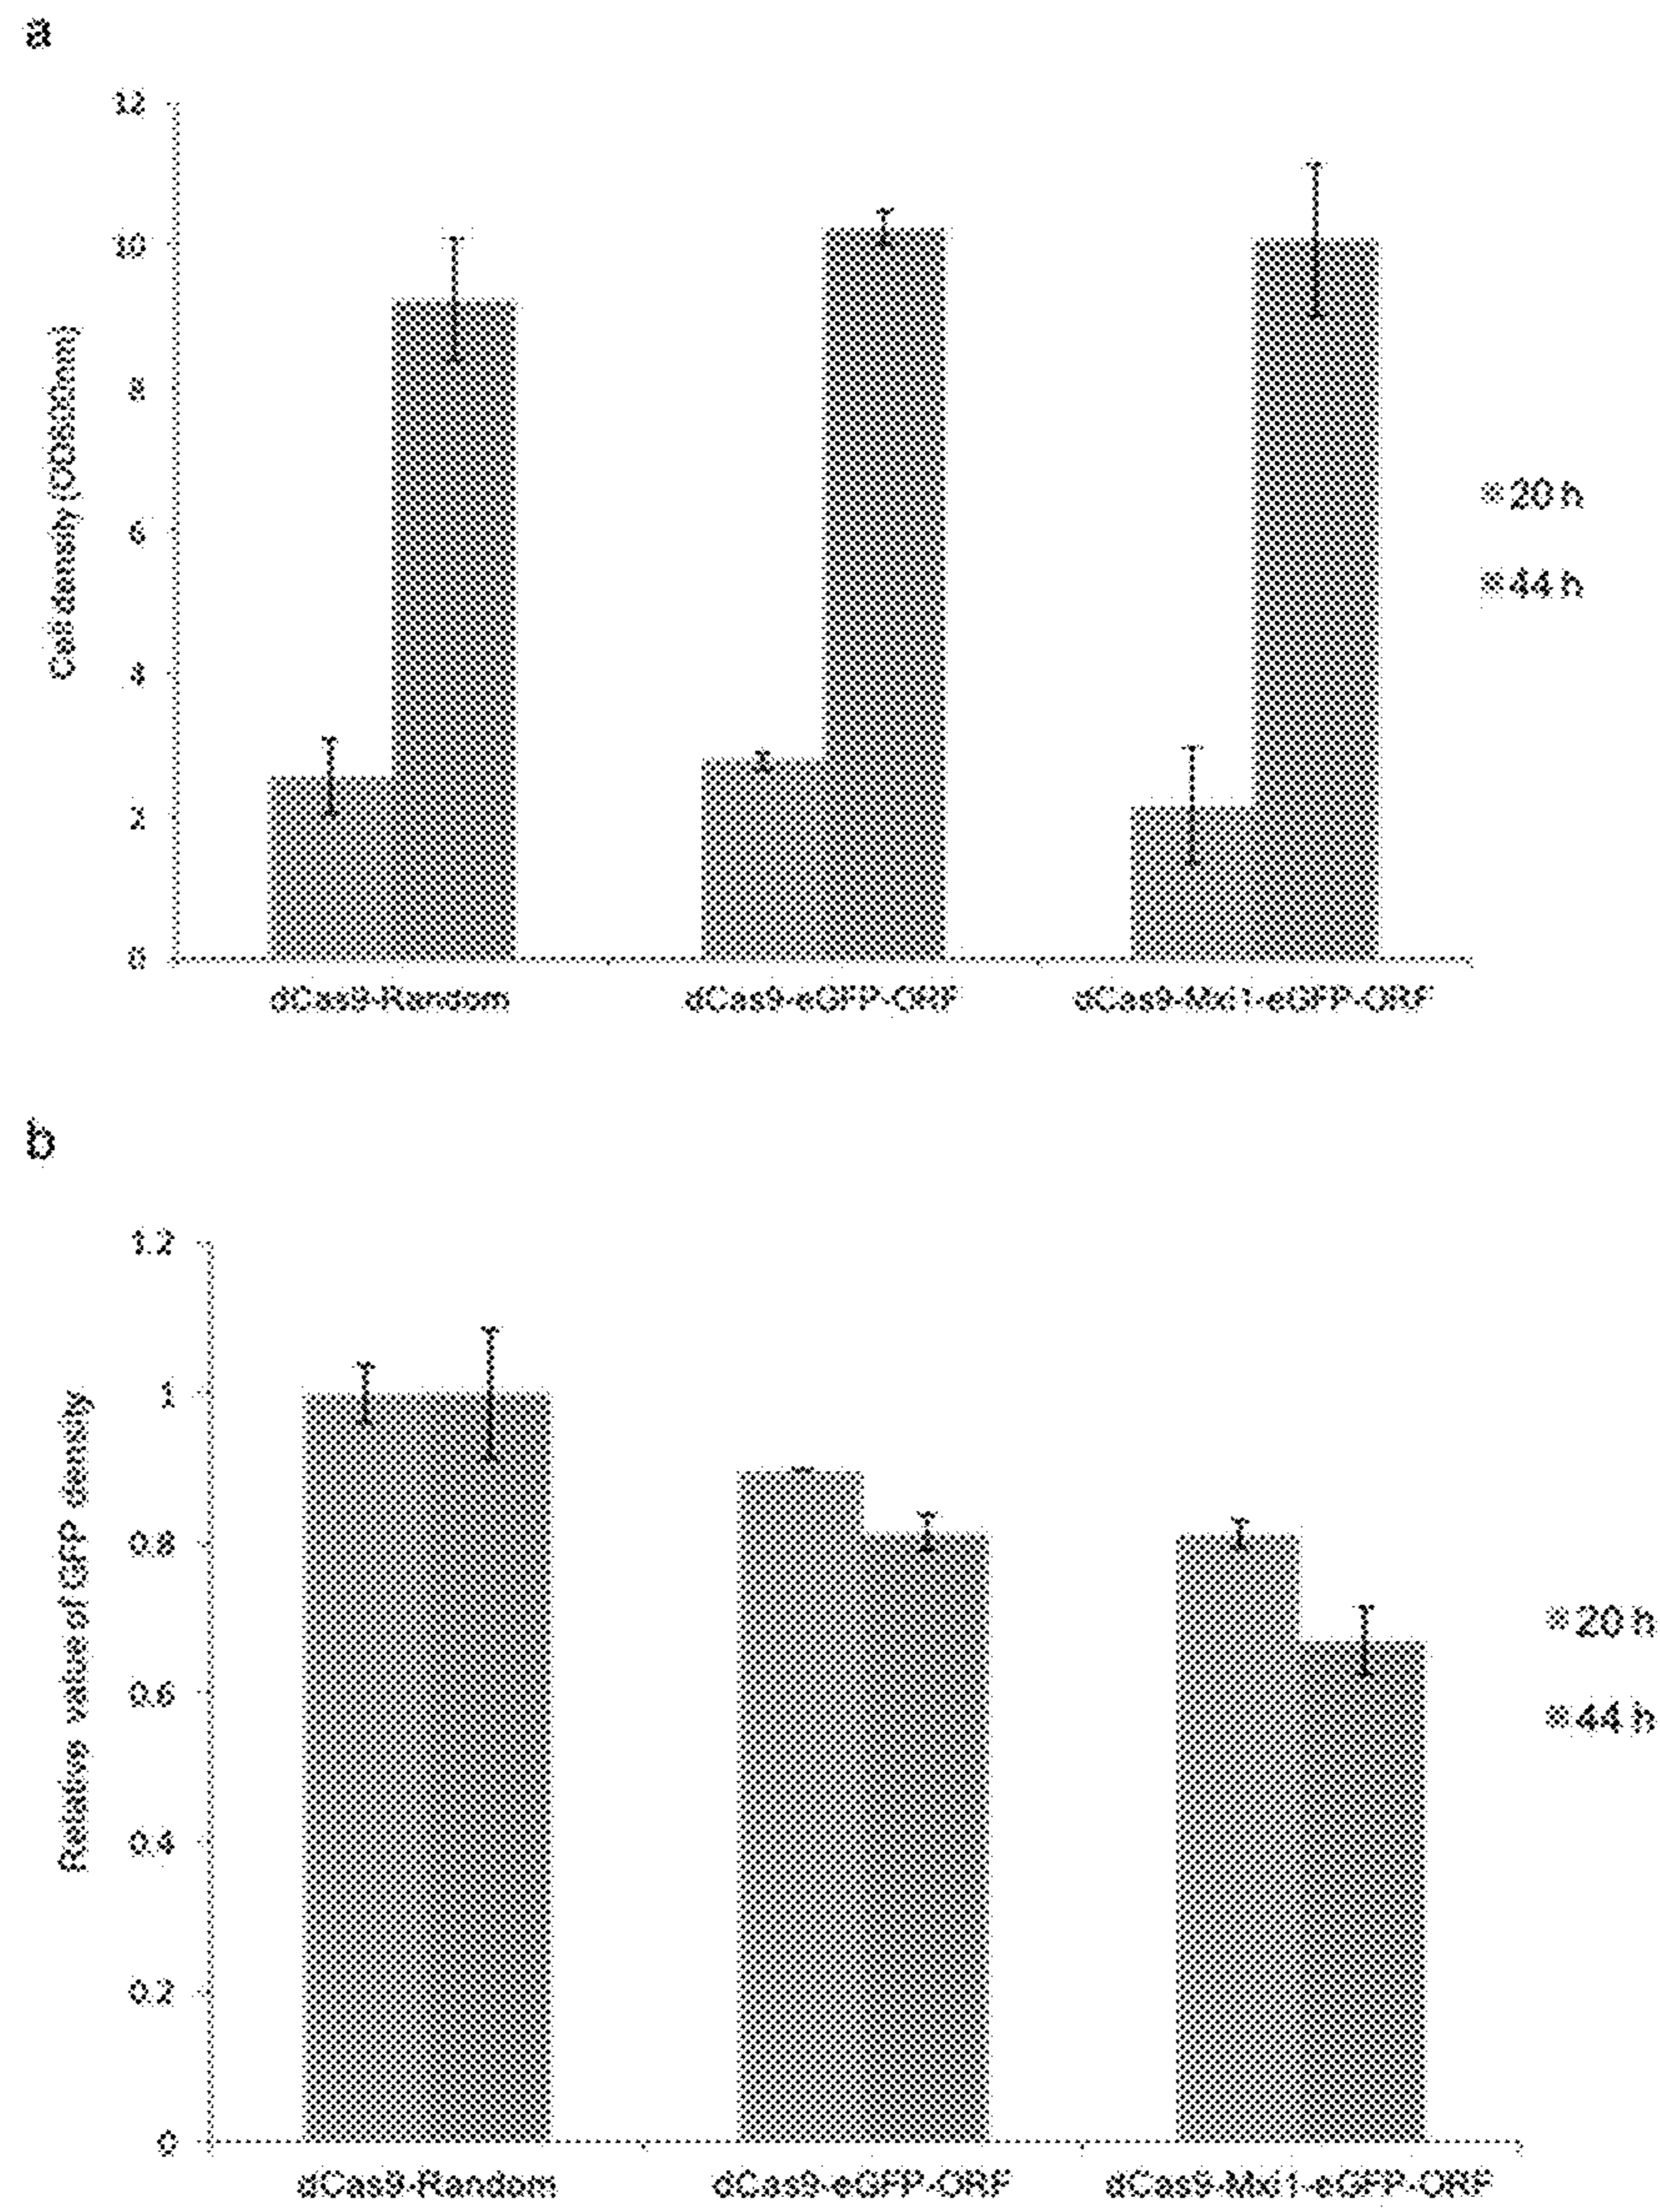 a
12
10
8
6
4
2
0
Cell density (OD600nm)
20 h
44 h
dCas9-Random
dCas9-eGFP-ORF
dCas9-Mxi1-eGFP-ORF
b
1.2
1
0.8
0.6
0.4
0.2
0
Relative value of GFP density
20 h
44 h
dCas9-Random
dCas9-eGFP-ORF
dCas9-Mxi1-eGFP-ORF